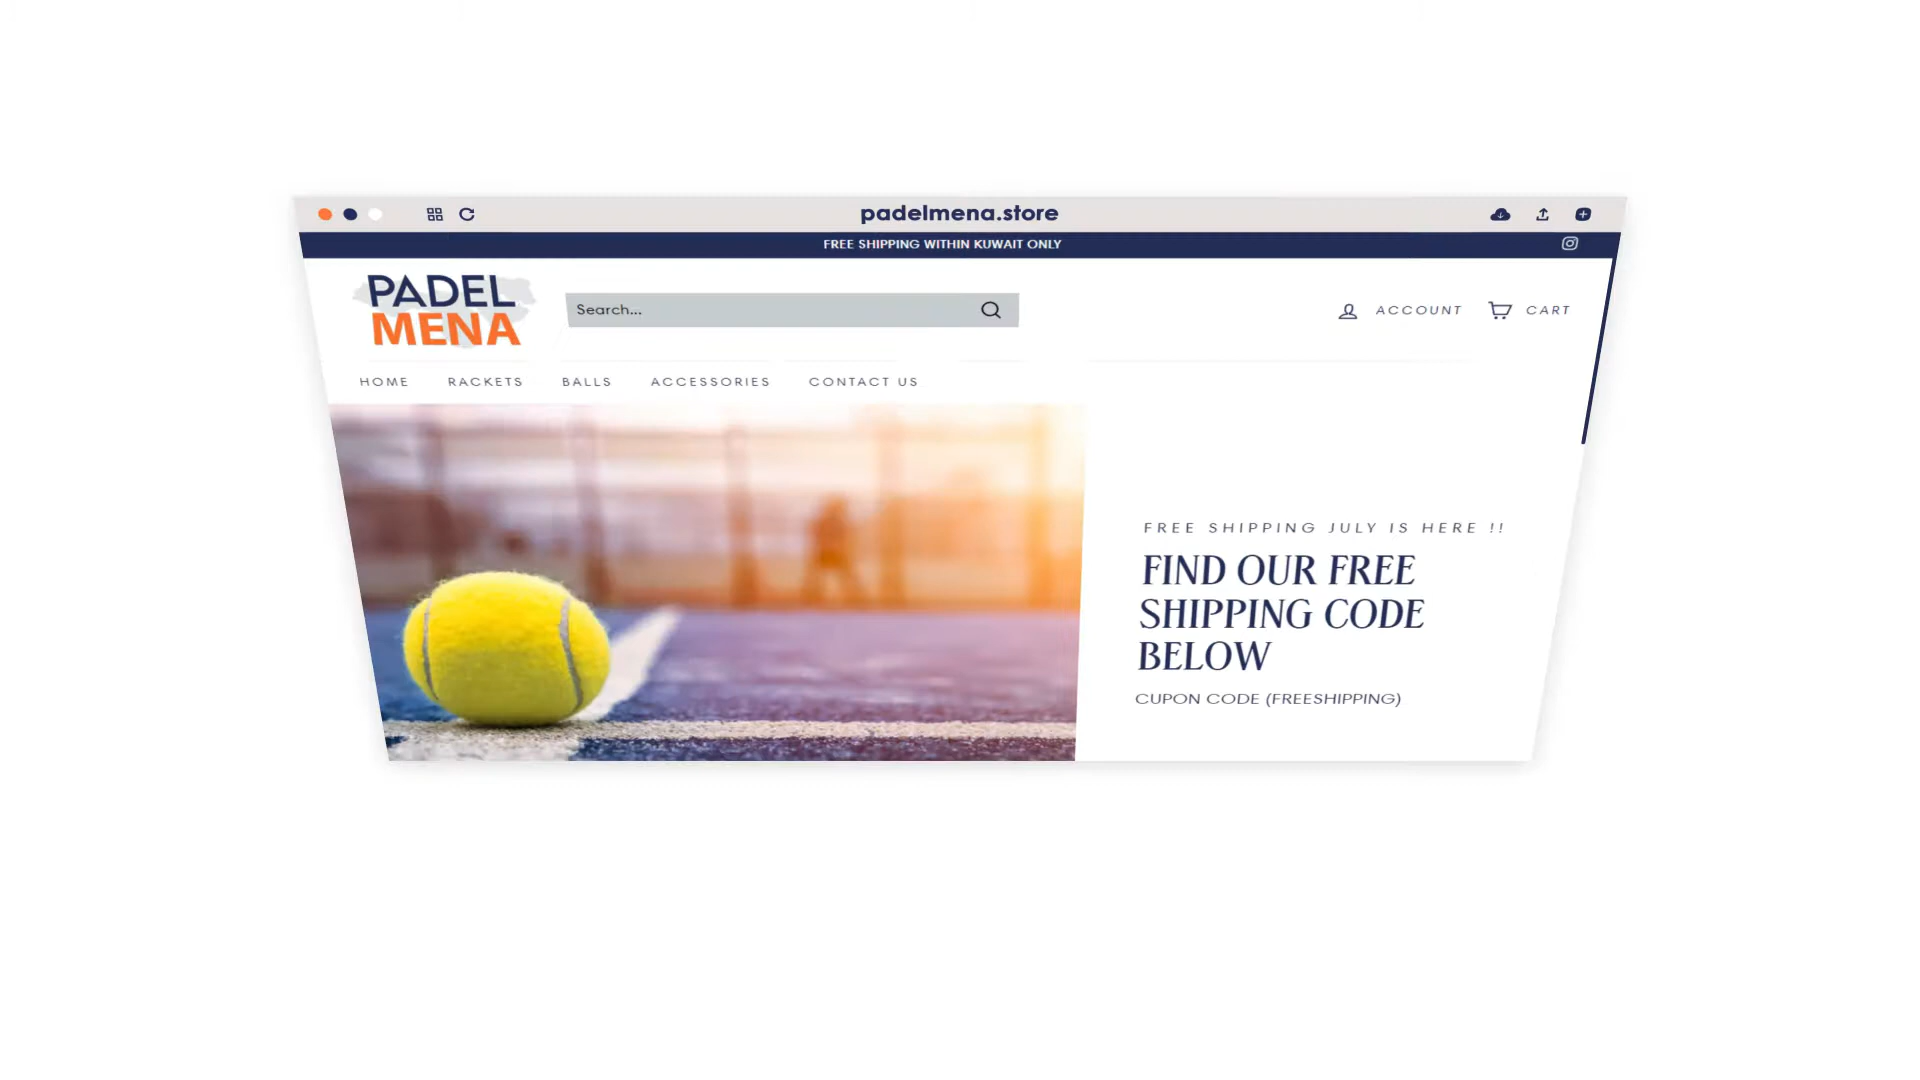 padelmena.store
FREE SHIPPING WITHIN KUWAIT ONLY
PADEL
MENA
Search...
ACCOUNT
CART
HOME RACKETS BALLS ACCESSORIES CONTACT US
FREE SHIPPING JULY IS HERE !!
FIND OUR FREE
SHIPPING CODE
BELOW
CUPON CODE (FREESHIPPING)